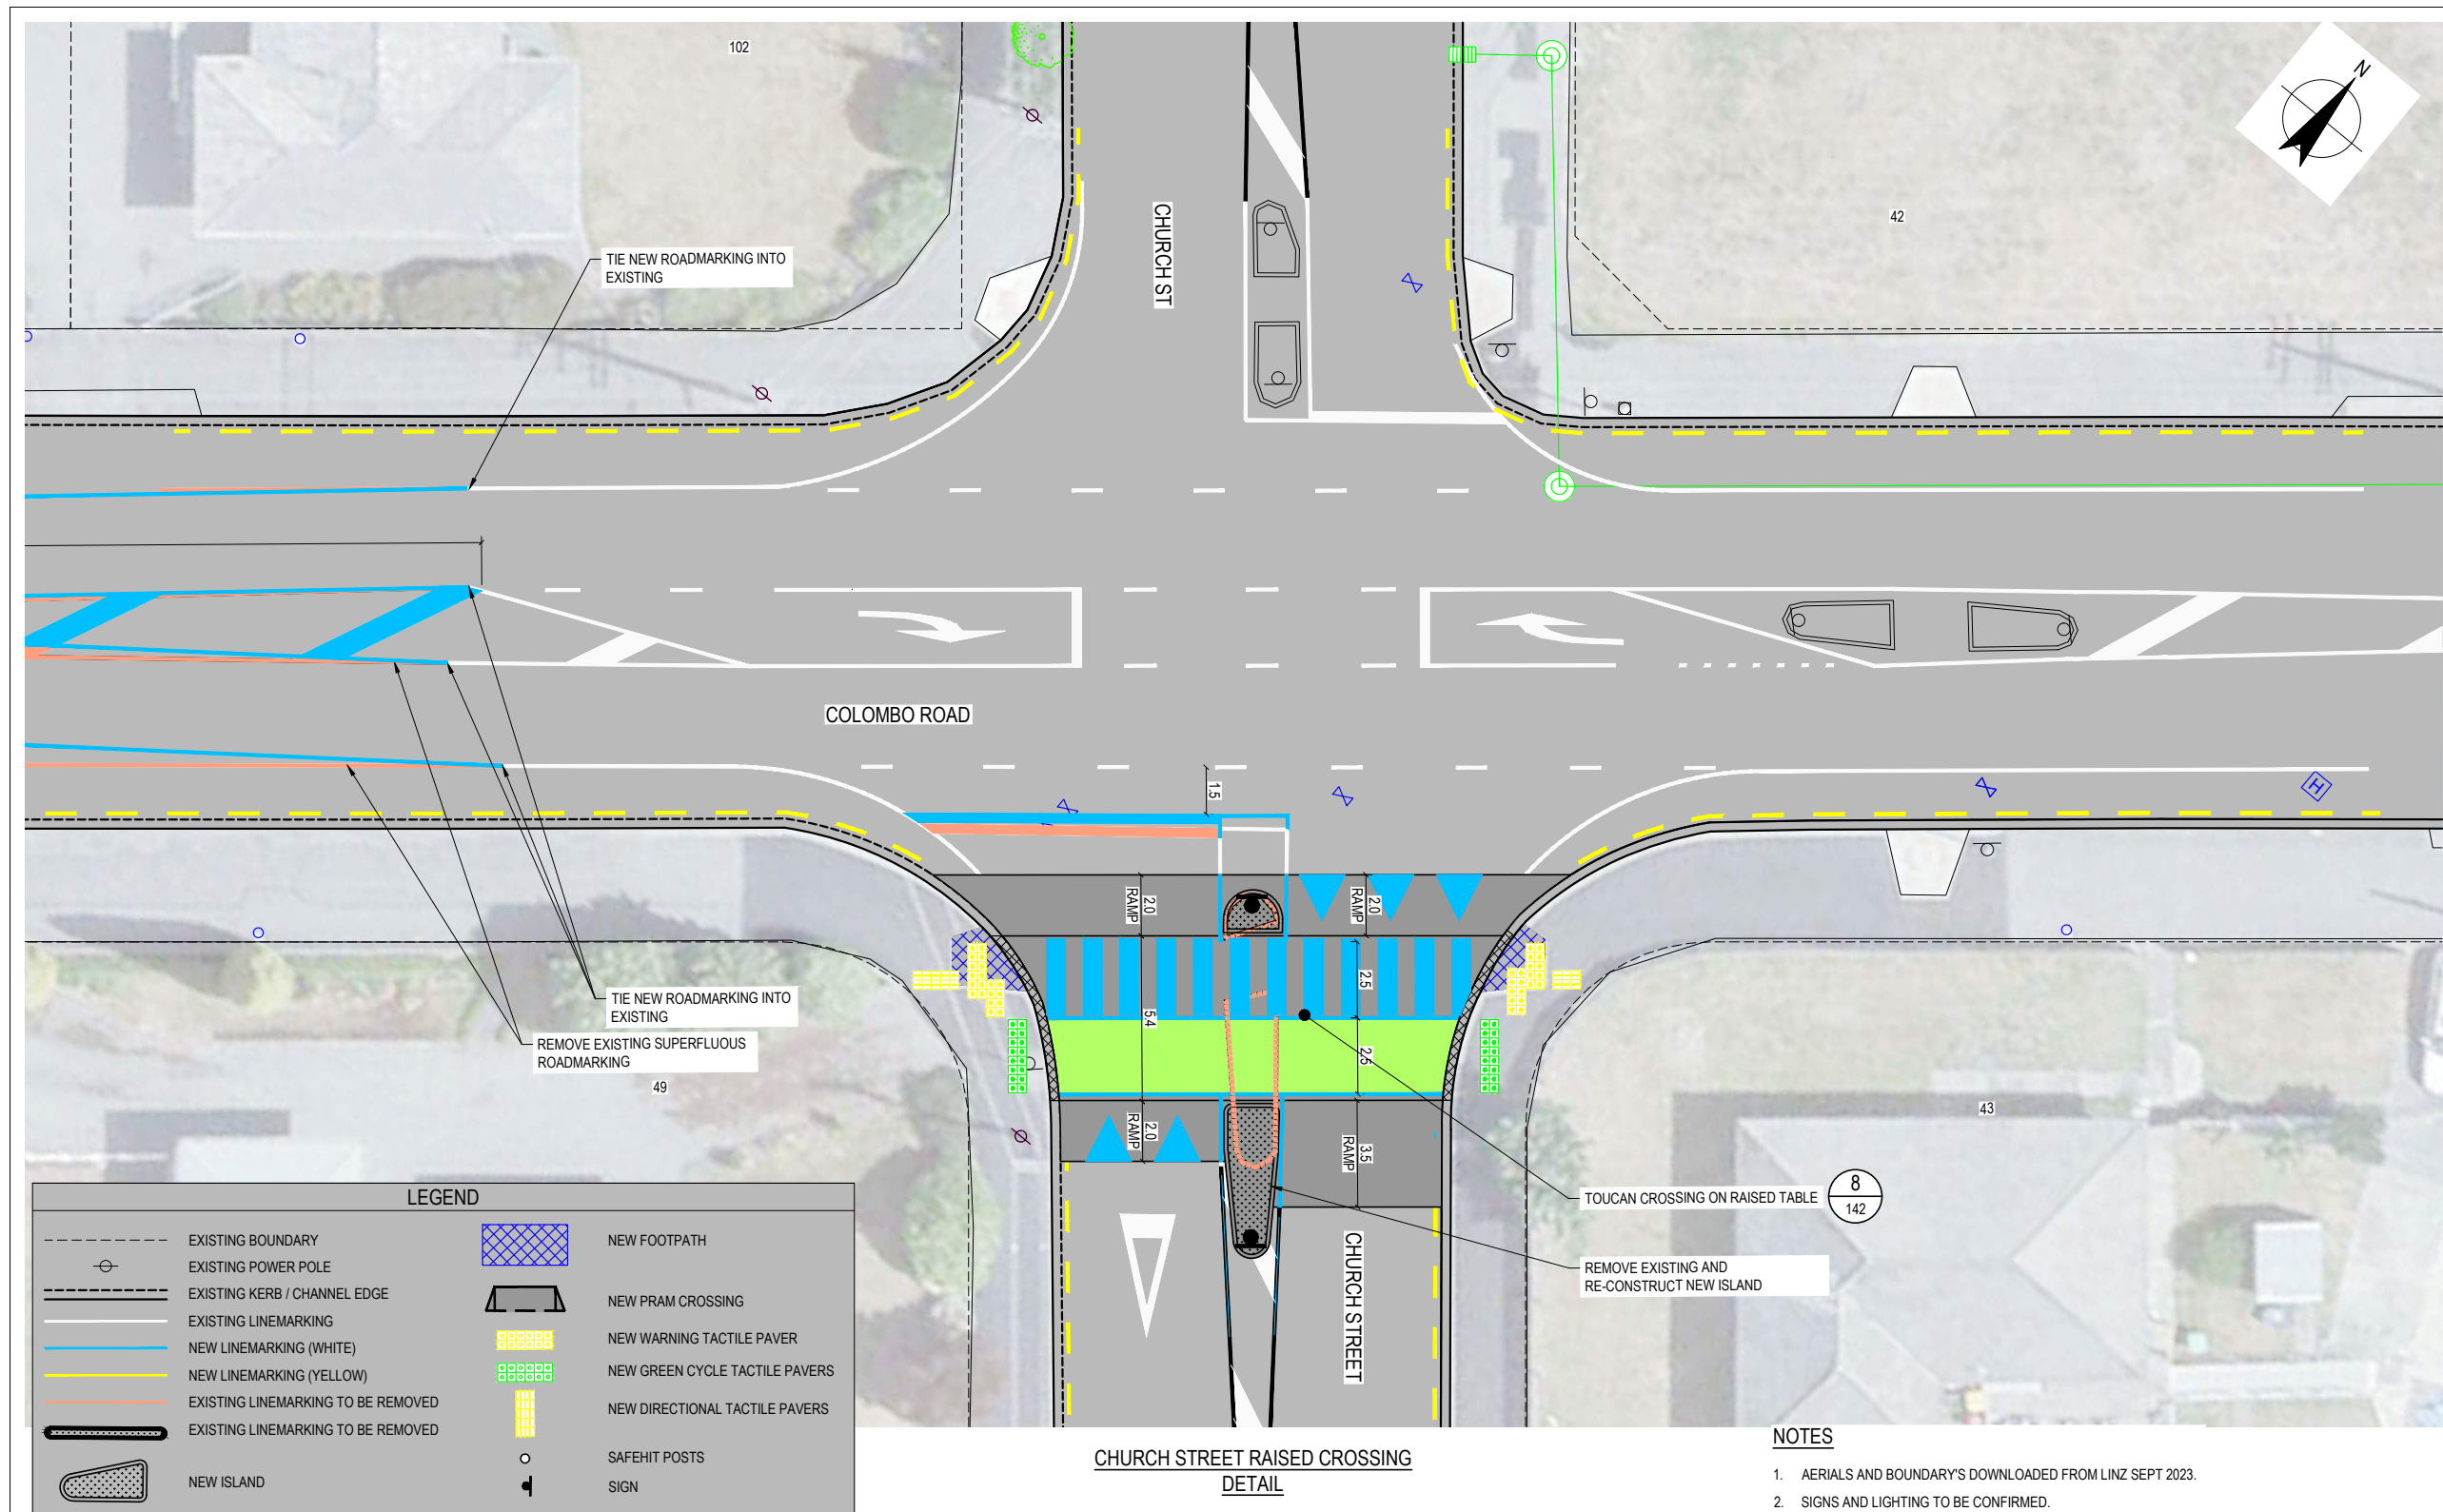 102
N
CHURCH ST
42
TIE NEW ROADMARKING INTO
EXISTING
COLOMBO ROAD
1.5
H
2.0
RAMP
2.0
RAMP
2.5
5.4
2.5
TIE NEW ROADMARKING INTO
EXISTING
REMOVE EXISTING SUPERFLUOUS
ROADMARKING
49
43
2.0
RAMP
3.5
RAMP
TOUCAN CROSSING ON RAISED TABLE
8
142
REMOVE EXISTING AND
RE-CONSTRUCT NEW ISLAND
CHURCH STREET
LEGEND
EXISTING BOUNDARY
EXISTING POWER POLE
EXISTING KERB / CHANNEL EDGE
EXISTING LINEMARKING
NEW LINEMARKING (WHITE)
NEW LINEMARKING (YELLOW)
EXISTING LINEMARKING TO BE REMOVED
EXISTING LINEMARKING TO BE REMOVED
NEW ISLAND
NEW FOOTPATH
NEW PRAM CROSSING
NEW WARNING TACTILE PAVER
NEW GREEN CYCLE TACTILE PAVERS
NEW DIRECTIONAL TACTILE PAVERS
SAFEHIT POSTS
SIGN
CHURCH STREET RAISED CROSSING
DETAIL
NOTES
1. AERIALS AND BOUNDARY'S DOWNLOADED FROM LINZ SEPT 2023.
2. SIGNS AND LIGHTING TO BE CONFIRMED.